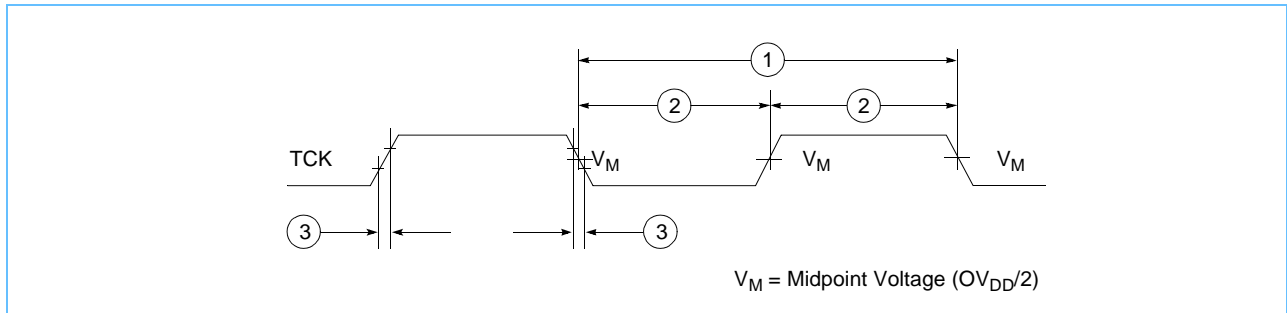 1
2 2
TCK V_M V_M V_M
3 3
V_M = Midpoint Voltage (OV_DD/2)